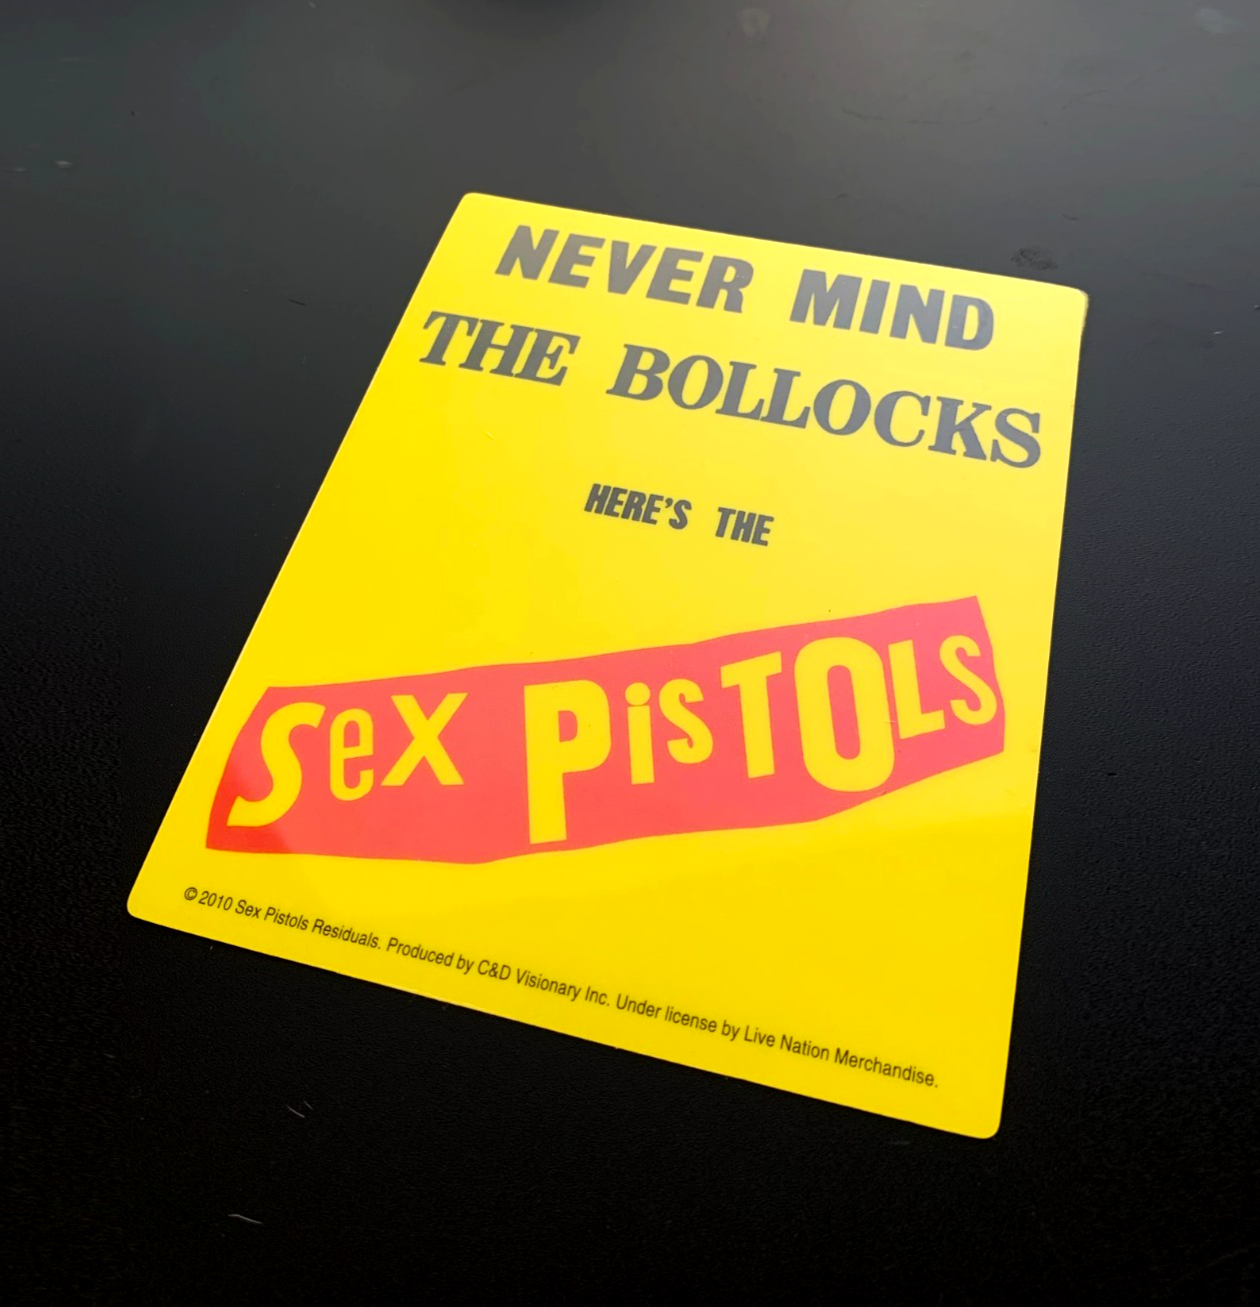 NEVER MIND
THE BOLLOCKS
HERE'S THE
Sex PiSTOLS
© 2010 Sex Pistols Residuals. Produced by C&D Visionary Inc. Under license by Live Nation Merchandise.